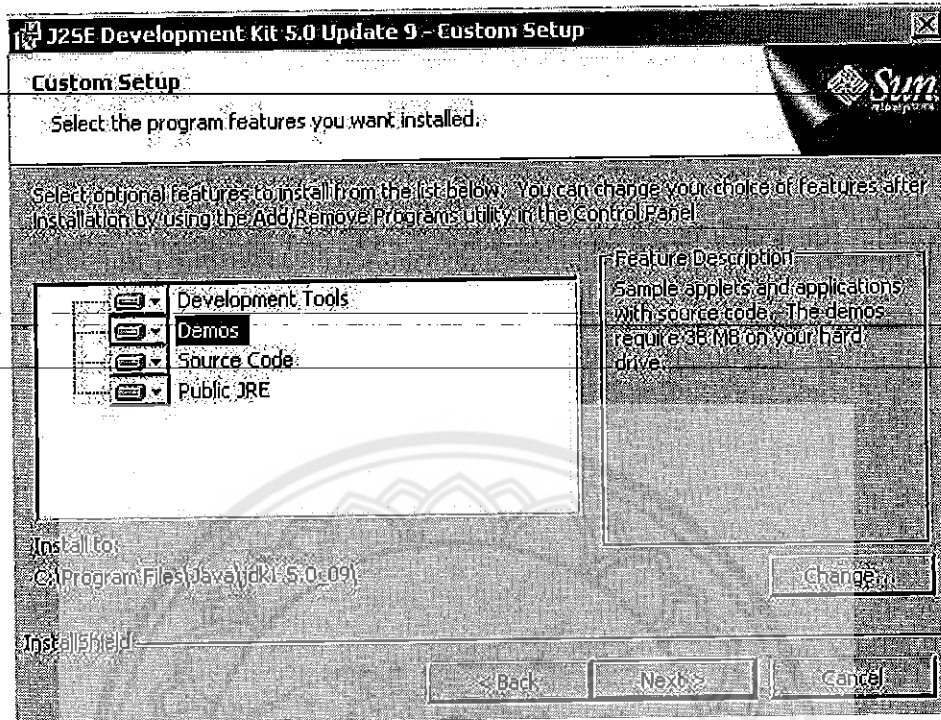 J2SE Development Kit 5.0 Update 9 - Custom Setup
Custom Setup
Select the program features you want installed.
Sun
Select optional features to install from the list below. You can change your choice of features after
installation by using the Add/Remove Programs utility in the Control Panel.
Development Tools
Demos
Source Code
Public JRE
Feature Description
Sample applets and applications
with source code. The demos
require 38 MB on your hard
drive.
Install to:
C:\Program Files\Java\jdk1.5.0_09\
Change...
InstallShield
< Back
Next >
Cancel